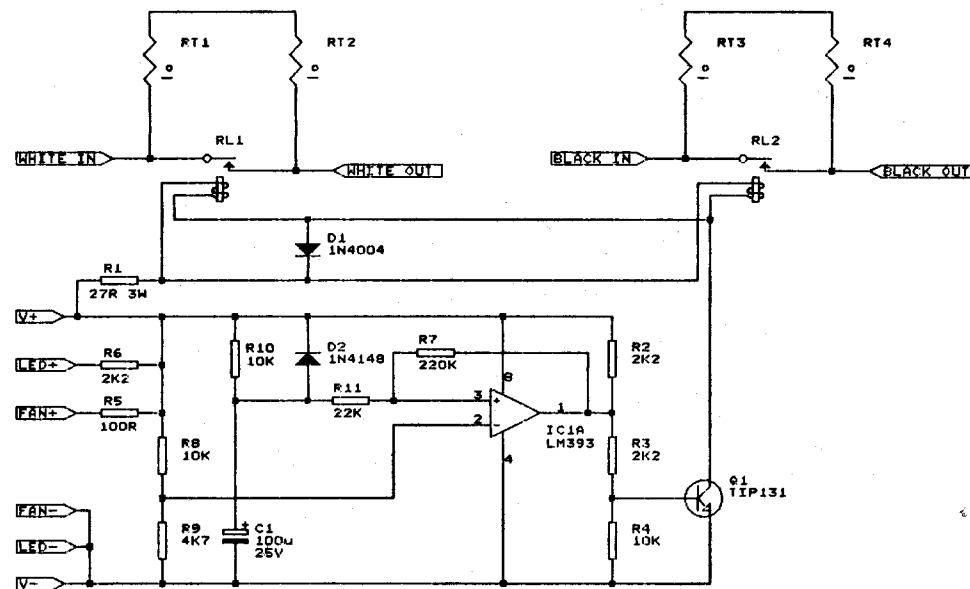 RT1
RT2
RT3
RT4
RL1
RL2
WHITE IN
WHITE OUT
BLACK IN
BLACK OUT
D1
1N4004
R1
27R 3W
V+
R10
10K
D2
1N4148
R7
220K
R2
2K2
LED+
R6
2K2
8
R11
22K
3
+
1
2
-
IC1A
LM393
FAN+
R5
100R
R8
10K
4
R3
2K2
Q1
TIP131
FAN-
R9
4K7
+
C1
100u
25V
R4
10K
LED-
V-